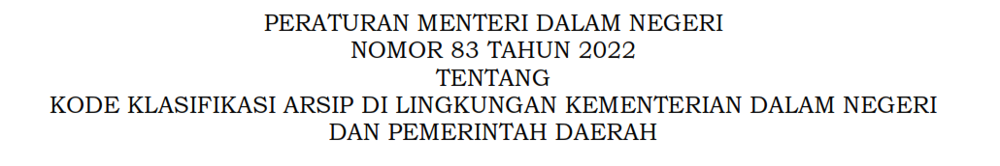 PERATURAN MENTERI DALAM NEGERI
NOMOR 83 TAHUN 2022
TENTANG
KODE KLASIFIKASI ARSIP DI LINGKUNGAN KEMENTERIAN DALAM NEGERI
DAN PEMERINTAH DAERAH